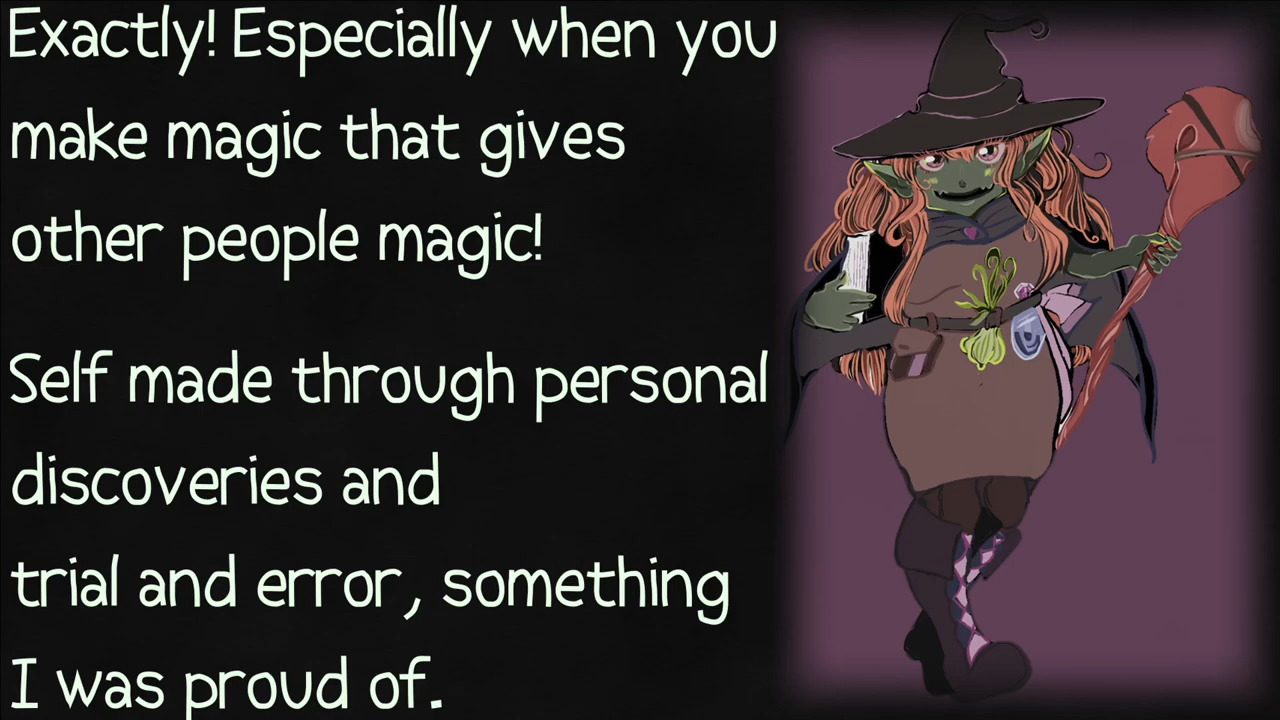 Exactly! Especially when you
make magic that gives
other people magic!
Self made through personal
discoveries and
trial and error, something
I was proud of.